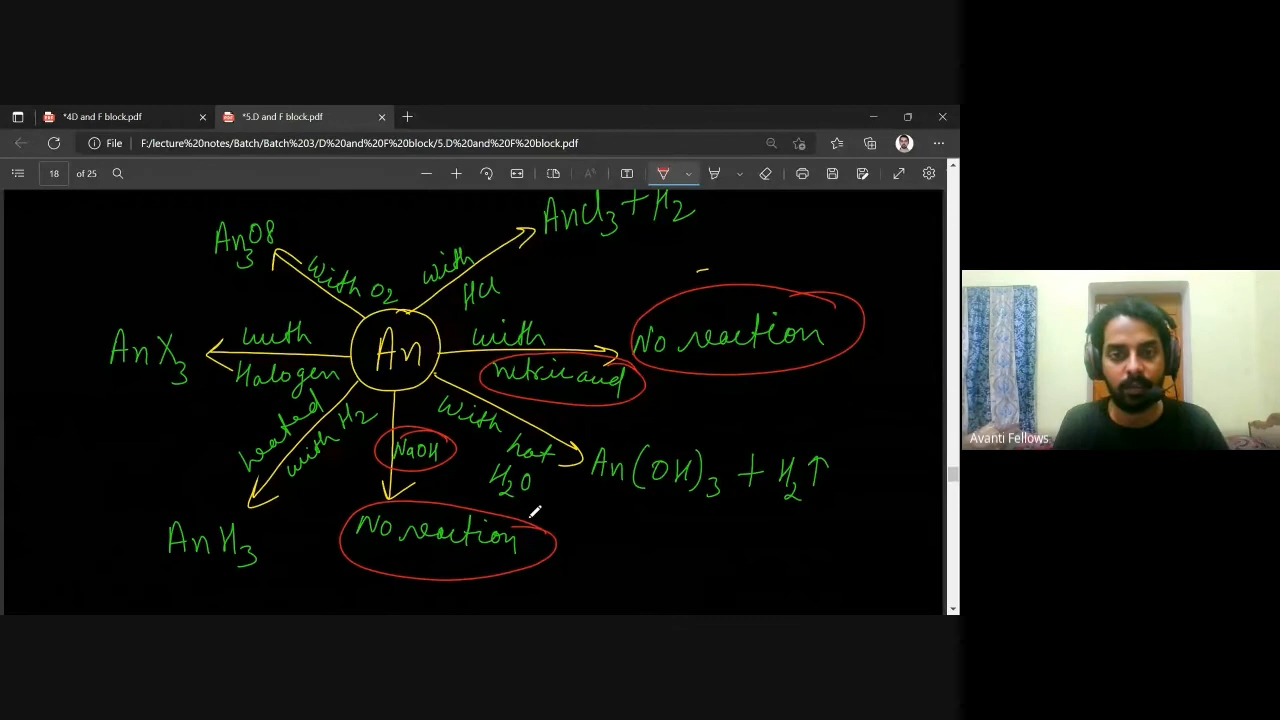 *4D and F block.pdf
*5.D and F block.pdf
File
F:/lecture%20notes/Batch/Batch%203/D%20and%20F%20block/5.D%20and%20F%20block.pdf
18 of 25
AnCl3 + H2
An3O8
with O2
with
HCl
No reaction
with
Halogen
AnX3
An
with
nitric acid
heated
with H2
NaOH
with
hot
H2O
An(OH)3 + H2↑
AnH3
No reaction
Avanti Fellows